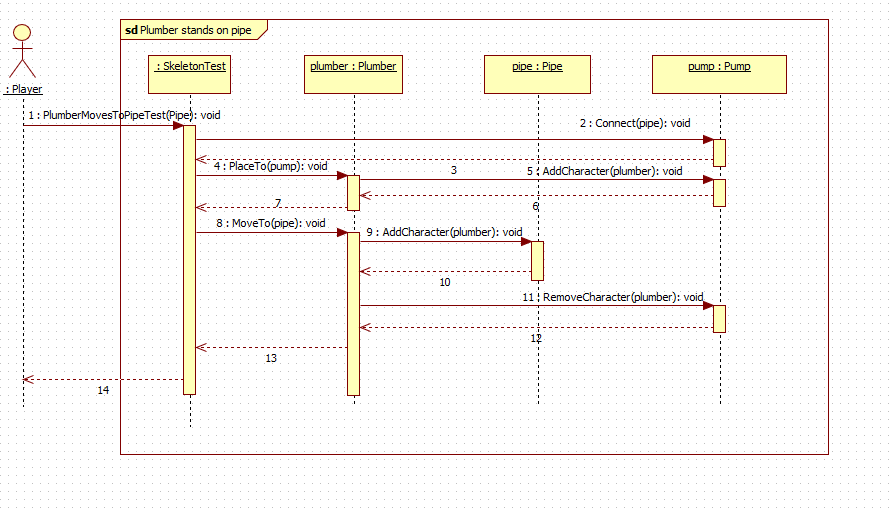 sd Plumber stands on pipe
: Player
: SkeletonTest
plumber : Plumber
pipe : Pipe
pump : Pump
1 : PlumberMovesToPipeTest(Pipe): void
2 : Connect(pipe): void
3
4 : PlaceTo(pump): void
5 : AddCharacter(plumber): void
6
7
8 : MoveTo(pipe): void
9 : AddCharacter(plumber): void
10
11 : RemoveCharacter(plumber): void
12
13
14